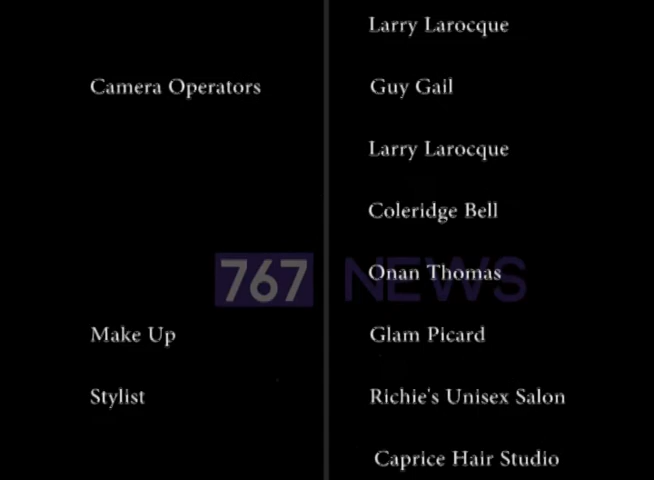 Larry Larocque
Camera Operators Guy Gail
Larry Larocque
Coleridge Bell
Onan Thomas
767 NEWS
Make Up Glam Picard
Stylist Richie's Unisex Salon
Caprice Hair Studio